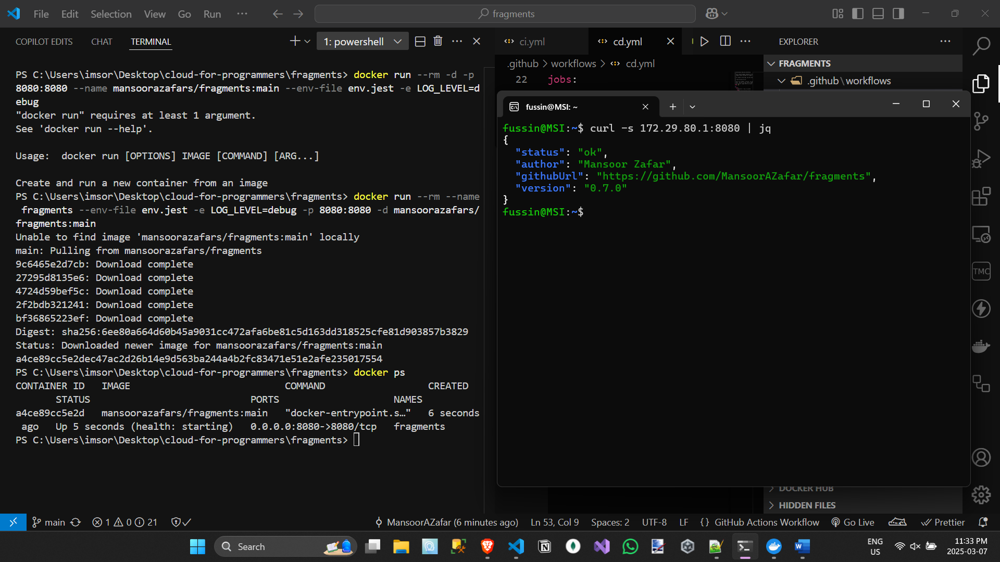 File Edit Selection View Go Run ··· fragments
COPILOT EDITS CHAT TERMINAL 1: powershell
PS C:\Users\imsor\Desktop\cloud-for-programmers\fragments> docker run --rm -d -p
8080:8080 --name mansoorazafars/fragments:main --env-file env.jest -e LOG_LEVEL=d
ebug
"docker run" requires at least 1 argument.
See 'docker run --help'.
Usage:  docker run [OPTIONS] IMAGE [COMMAND] [ARG...]
Create and run a new container from an image
PS C:\Users\imsor\Desktop\cloud-for-programmers\fragments> docker run --rm --name
fragments --env-file env.jest -e LOG_LEVEL=debug -p 8080:8080 -d mansoorazafars/
fragments:main
Unable to find image 'mansoorazafars/fragments:main' locally
main: Pulling from mansoorazafars/fragments
9c6465e2d7cb: Download complete
27295d8135e6: Download complete
4724d59bef5c: Download complete
2f2bdb321241: Download complete
bf36865223ef: Download complete
Digest: sha256:6ee80a664d60b45a9031cc472afa6be81c5d163dd318525cfe81d903857b3829
Status: Downloaded newer image for mansoorazafars/fragments:main
a4ce89cc5e2dec47ac2d26b14e9d563ba244a4b2fc83471e51e2afe235017554
PS C:\Users\imsor\Desktop\cloud-for-programmers\fragments> docker ps
CONTAINER ID   IMAGE                           COMMAND                  CREATED
STATUS                            PORTS                    NAMES
a4ce89cc5e2d   mansoorazafars/fragments:main   "docker-entrypoint.s…"   6 seconds
ago   Up 5 seconds (health: starting)   0.0.0.0:8080->8080/tcp   fragments
PS C:\Users\imsor\Desktop\cloud-for-programmers\fragments>
ci.yml cd.yml
.github > workflows > cd.yml
22 jobs:
fussin@MSI: ~
fussin@MSI:~$ curl -s 172.29.80.1:8080 | jq
{
"status": "ok",
"author": "Mansoor Zafar",
"githubUrl": "https://github.com/MansoorAZafar/fragments",
"version": "0.7.0"
}
fussin@MSI:~$
EXPLORER
FRAGMENTS
.github\workflows
DOCKER HUB
HIDDEN FILES
TMC
main 1 0 21 MansoorAZafar (6 minutes ago) Ln 53, Col 9 Spaces: 2 UTF-8 LF {} GitHub Actions Workflow Go Live Prettier
Search
ENG
US
11:33 PM
2025-03-07